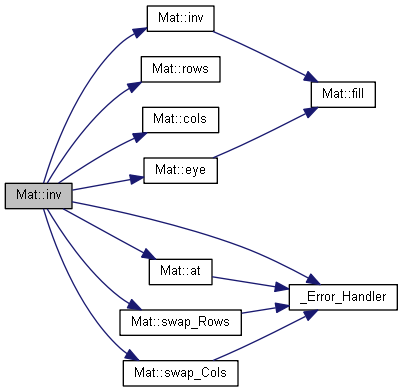 Mat::inv
Mat::rows
Mat::fill
Mat::cols
Mat::eye
Mat::inv
Mat::at
_Error_Handler
Mat::swap_Rows
Mat::swap_Cols